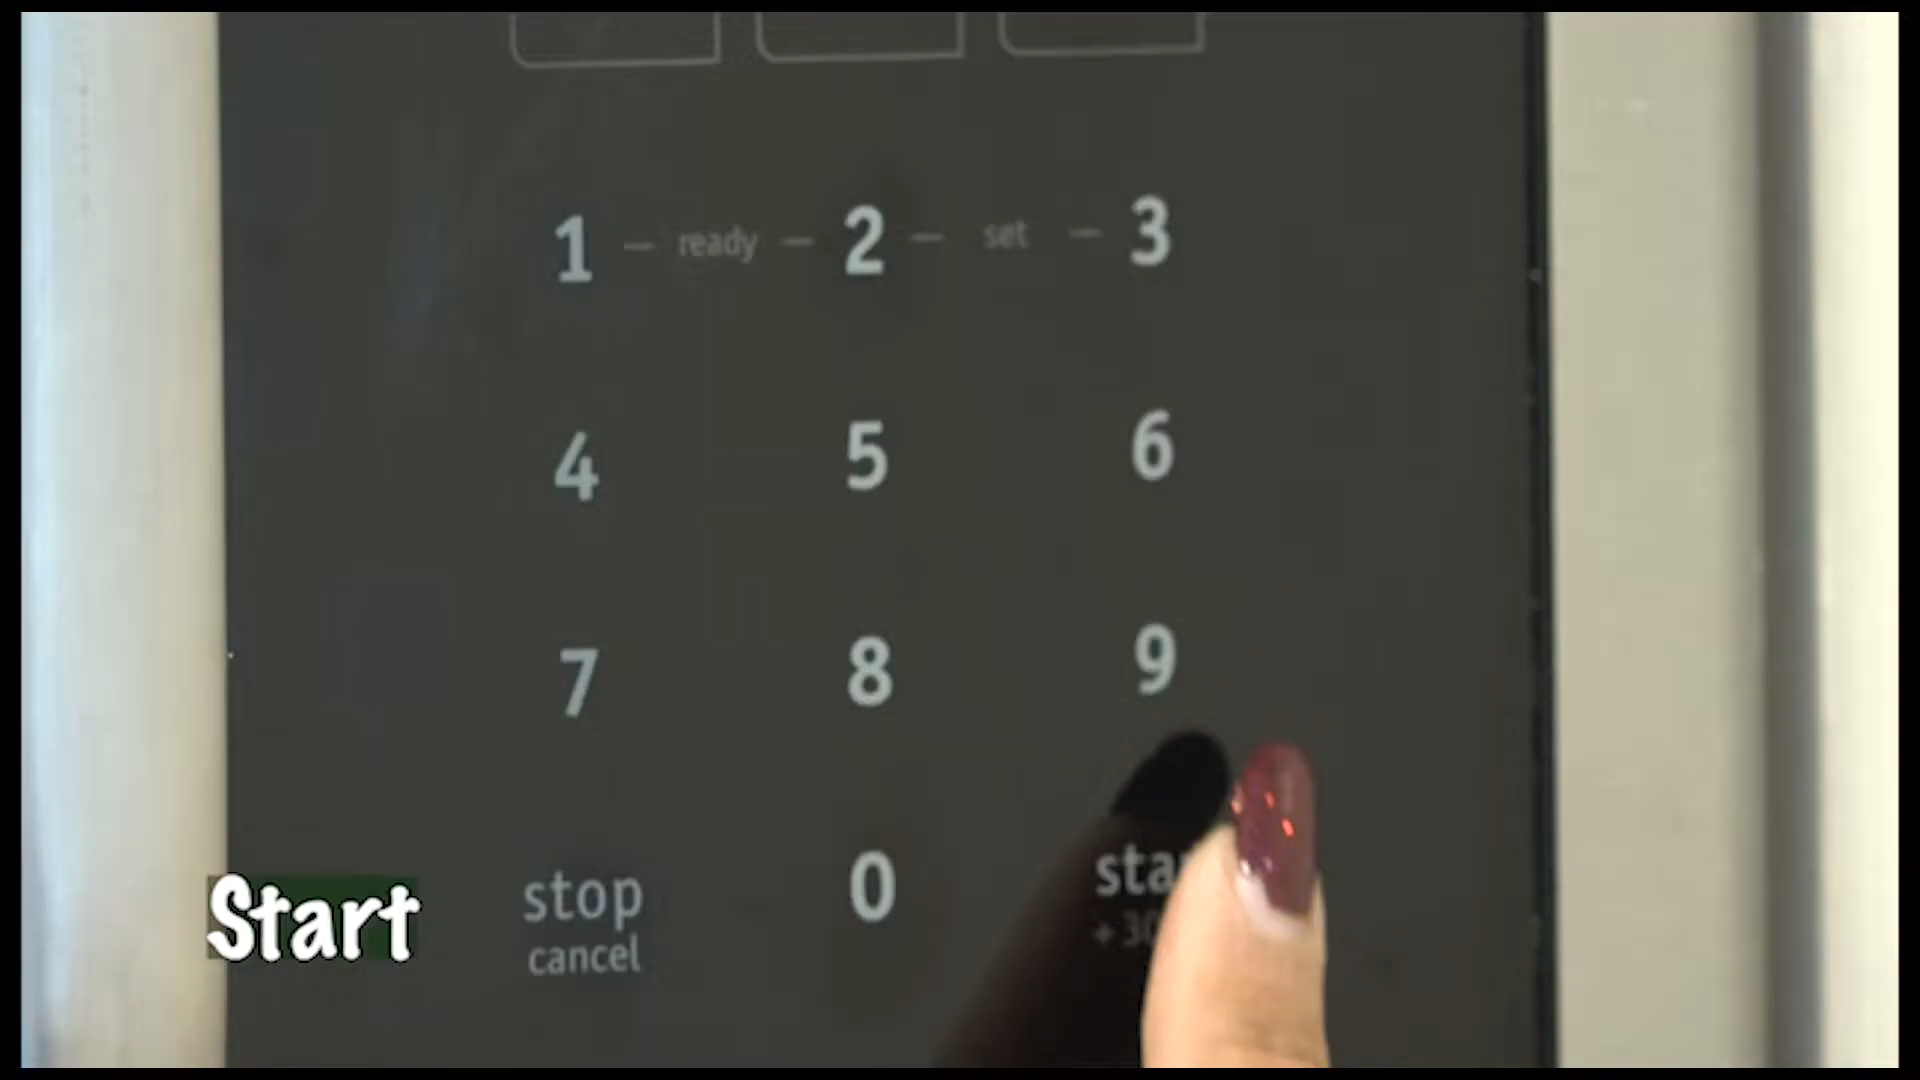 1 – ready – 2 – set – 3
4 5 6
7 8 9
Start stop 0
cancel